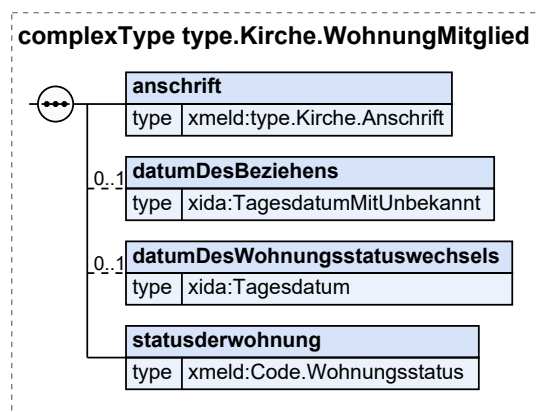 complexType type.Kirche.WohnungMitglied
anschrift
type xmeld:type.Kirche.Anschrift
0..1 datumDesBeziehens
type xida:TagesdatumMitUnbekannt
0..1 datumDesWohnungsstatuswechsels
type xida:Tagesdatum
statusderwohnung
type xmeld:Code.Wohnungsstatus